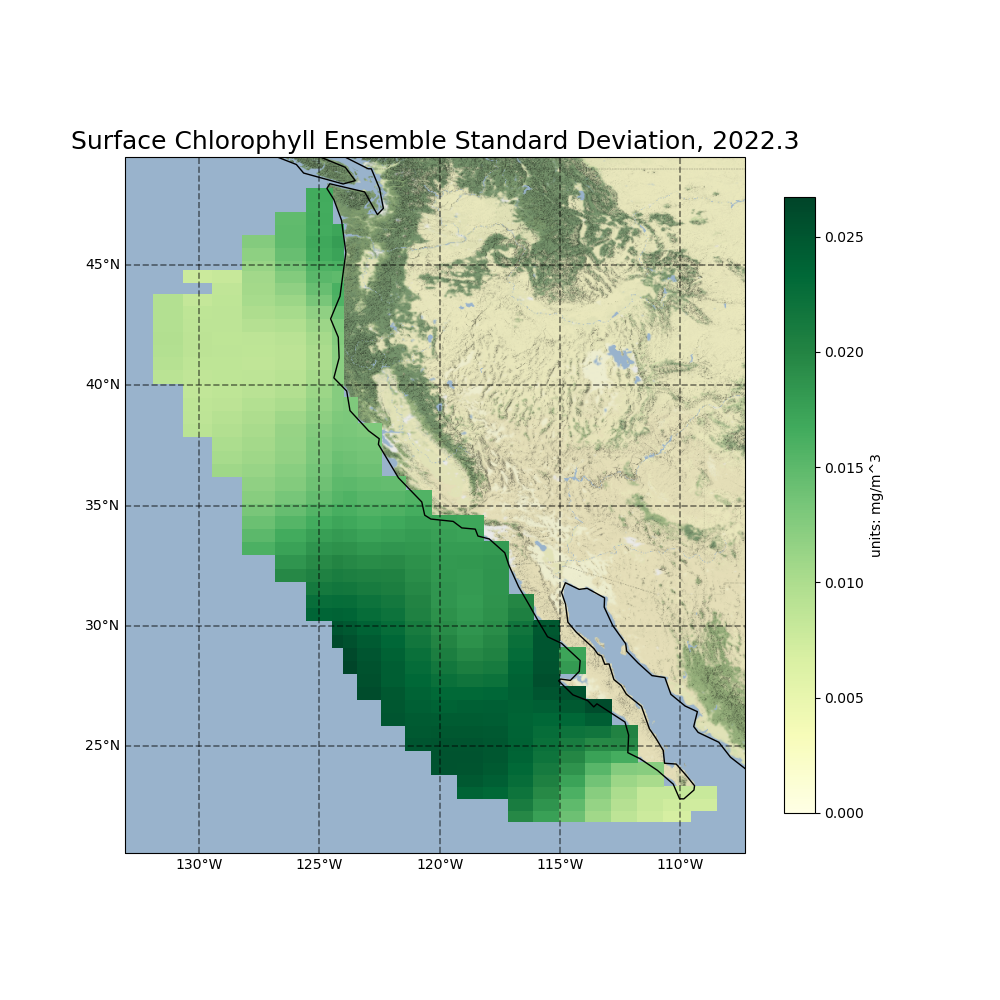 Surface Chlorophyll Ensemble Standard Deviation, 2022.3
45°N
40°N
35°N
30°N
25°N
130°W
125°W
120°W
115°W
110°W
0.025
0.020
0.015
0.010
0.005
0.000
units: mg/m^3